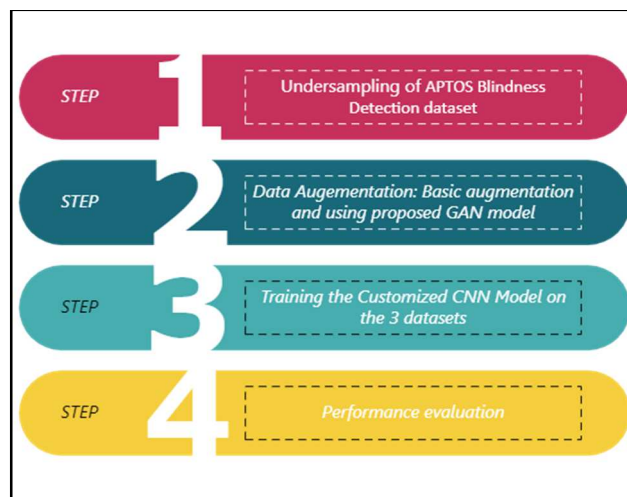 STEP 1
Undersampling of APTOS Blindness
Detection dataset
STEP 2
Data Augementation: Basic augmentation
and using proposed GAN model
STEP 3
Training the Customized CNN Model on
the 3 datasets
STEP 4
Performance evaluation